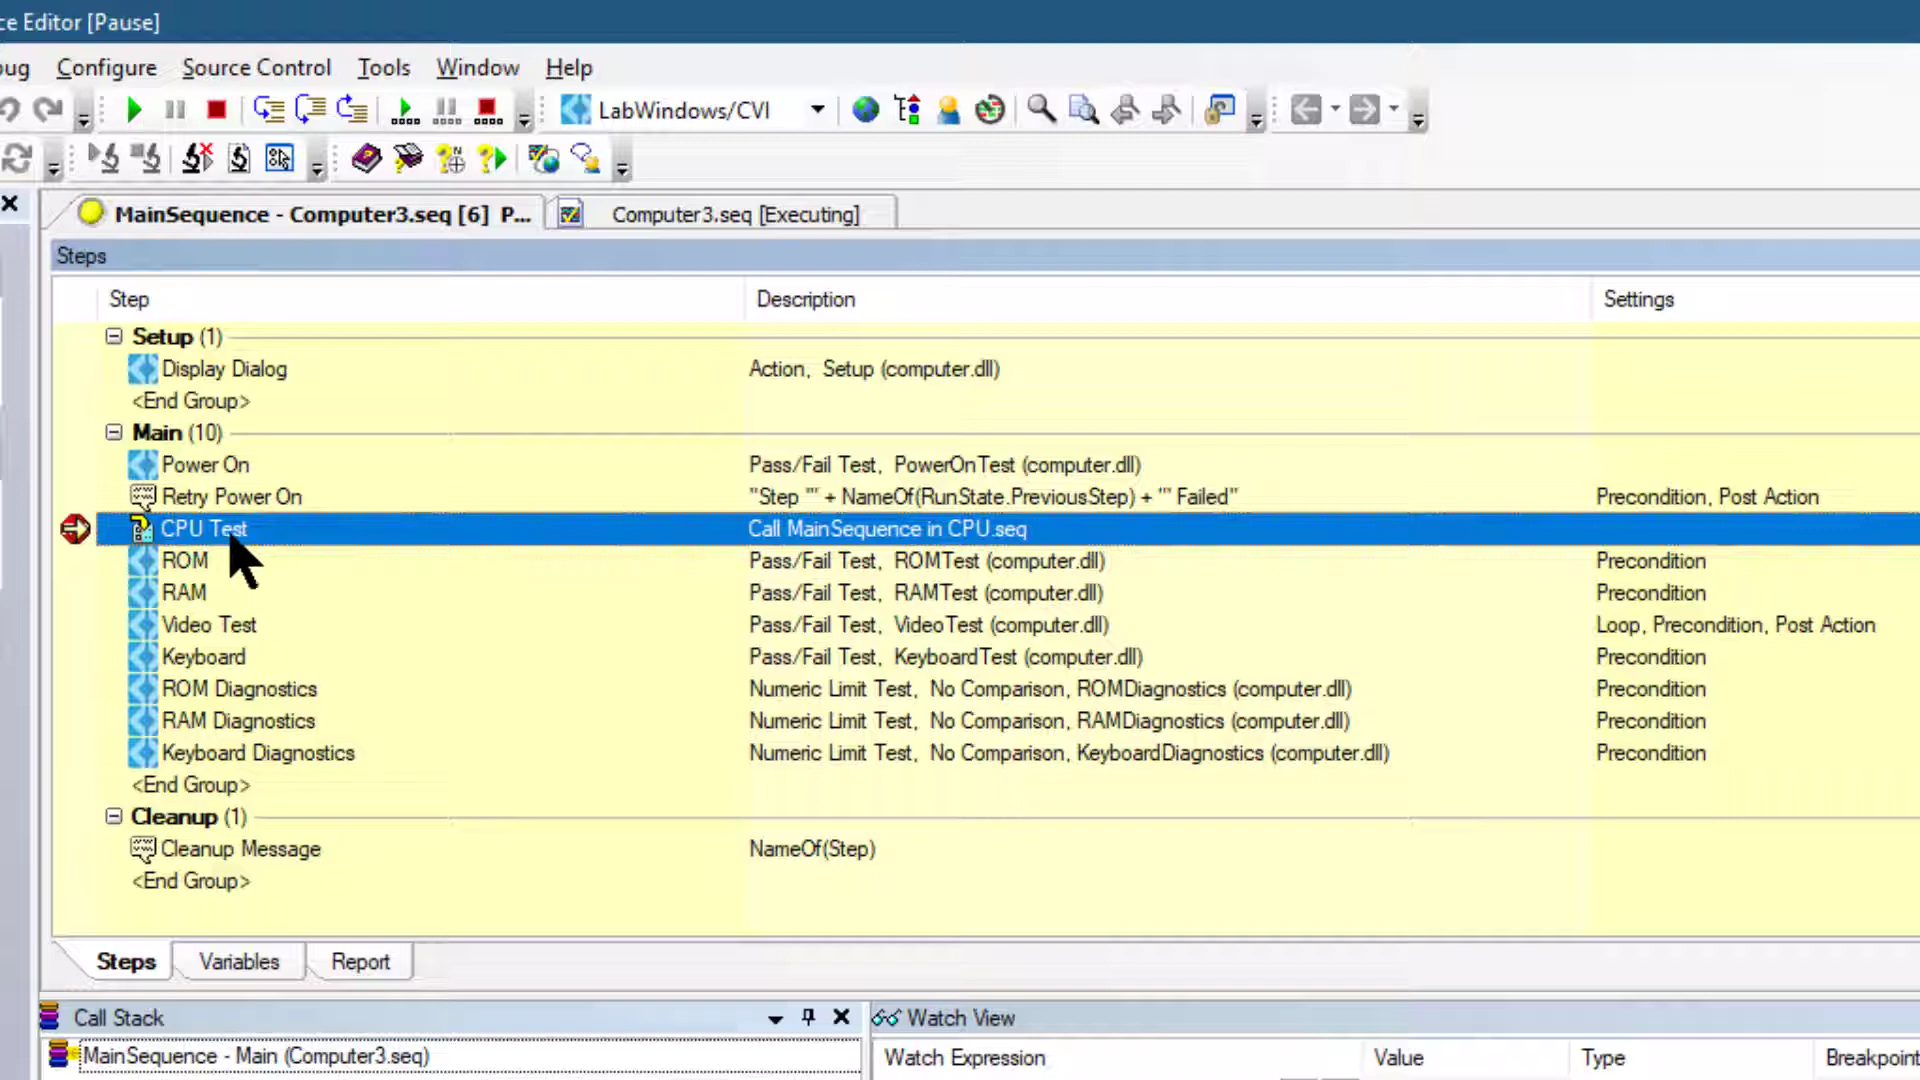 ce Editor [Pause]
bug Configure Source Control Tools Window Help
LabWindows/CVI
MainSequence - Computer3.seq [6] P... Computer3.seq [Executing]
Steps
Step Description Settings
Setup (1)
Display Dialog Action, Setup (computer.dll)
<End Group>
Main (10)
Power On Pass/Fail Test, PowerOnTest (computer.dll)
Retry Power On "Step '" + NameOf(RunState.PreviousStep) + "' Failed" Precondition, Post Action
CPU Test Call MainSequence in CPU.seq
ROM Pass/Fail Test, ROMTest (computer.dll) Precondition
RAM Pass/Fail Test, RAMTest (computer.dll) Precondition
Video Test Pass/Fail Test, VideoTest (computer.dll) Loop, Precondition, Post Action
Keyboard Pass/Fail Test, KeyboardTest (computer.dll) Precondition
ROM Diagnostics Numeric Limit Test, No Comparison, ROMDiagnostics (computer.dll) Precondition
RAM Diagnostics Numeric Limit Test, No Comparison, RAMDiagnostics (computer.dll) Precondition
Keyboard Diagnostics Numeric Limit Test, No Comparison, KeyboardDiagnostics (computer.dll) Precondition
<End Group>
Cleanup (1)
Cleanup Message NameOf(Step)
<End Group>
Steps Variables Report
Call Stack Watch View
MainSequence - Main (Computer3.seq) Watch Expression Value Type Breakpoint